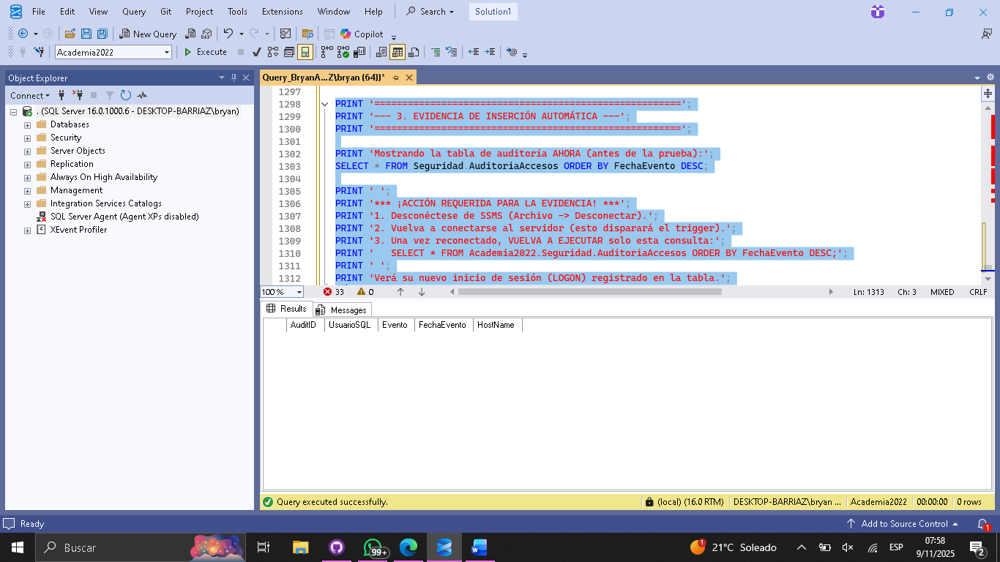 File Edit View Query Git Project Tools Extensions Window Help Search Solution1
New Query Copilot
Academia2022 Execute
Object Explorer
Query_BryanA...Z\bryan (64))*
Connect
. (SQL Server 16.0.1000.6 - DESKTOP-BARRIAZ\bryan)
Databases
Security
Server Objects
Replication
Always On High Availability
Management
Integration Services Catalogs
SQL Server Agent (Agent XPs disabled)
XEvent Profiler
1297
1298 PRINT '=======================================================';
1299 PRINT '--- 3. EVIDENCIA DE INSERCIÓN AUTOMÁTICA ---';
1300 PRINT '=======================================================';
1301
1302 PRINT 'Mostrando la tabla de auditoría AHORA (antes de la prueba):';
1303 SELECT * FROM Seguridad.AuditoriaAccesos ORDER BY FechaEvento DESC;
1304
1305 PRINT ' ';
1306 PRINT '*** ¡ACCIÓN REQUERIDA PARA LA EVIDENCIA! ***';
1307 PRINT '1. Desconéctese de SSMS (Archivo -> Desconectar).';
1308 PRINT '2. Vuelva a conectarse al servidor (esto disparará el trigger).';
1309 PRINT '3. Una vez reconectado, VUELVA A EJECUTAR solo esta consulta:';
1310 PRINT '   SELECT * FROM Academia2022.Seguridad.AuditoriaAccesos ORDER BY FechaEvento DESC;';
1311 PRINT ' ';
1312 PRINT 'Verá su nuevo inicio de sesión (LOGON) registrado en la tabla.';
100 % 33 0 Ln: 1313 Ch: 3 MIXED CRLF
Results Messages
AuditID UsuarioSQL Evento FechaEvento HostName
Query executed successfully. (local) (16.0 RTM) DESKTOP-BARRIAZ\bryan ... Academia2022 00:00:00 0 rows
Ready Add to Source Control 1
Buscar 99+ 1 21°C Soleado ESP 07:58
9/11/2025 2